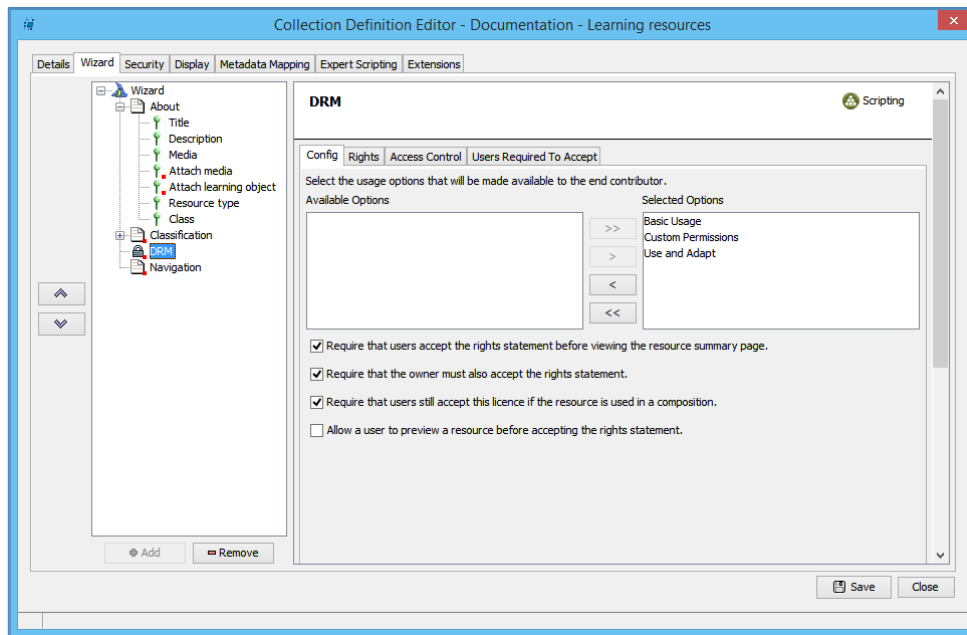 Collection Definition Editor - Documentation - Learning resources
Details Wizard Security Display Metadata Mapping Expert Scripting Extensions
Wizard
About
Title
Description
Media
Attach media
Attach learning object
Resource type
Class
Classification
DRM
Navigation
Add Remove
DRM Scripting
Config Rights Access Control Users Required To Accept
Select the usage options that will be made available to the end contributor.
Available Options Selected Options
>>
>
<
<<
Basic Usage
Custom Permissions
Use and Adapt
Require that users accept the rights statement before viewing the resource summary page.
Require that the owner must also accept the rights statement.
Require that users still accept this licence if the resource is used in a composition.
Allow a user to preview a resource before accepting the rights statement.
Save Close